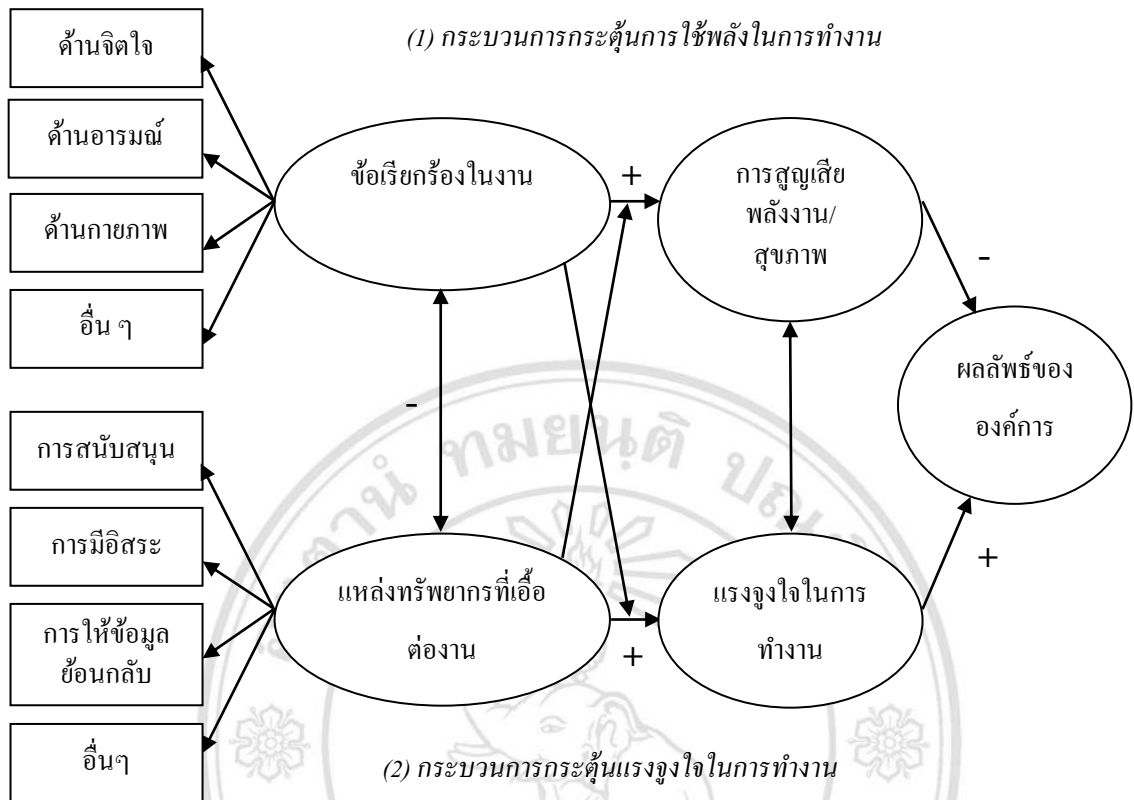 (1) กระบวนการกระตุ้นการใช้พลังในการทำงาน
ด้านจิตใจ
ด้านอารมณ์
ด้านกายภาพ
อื่น ๆ
ข้อเรียกร้องในงาน
+
การสูญเสีย
พลังงาน/
สุขภาพ
-
ผลลัพธ์ของ
องค์การ
-
การสนับสนุน
การมีอิสระ
การให้ข้อมูล
ย้อนกลับ
อื่นๆ
แหล่งทรัพยากรที่เอื้อ
ต่องาน
+
แรงจูงใจในการ
ทำงาน
+
ทมยนฺติ
(2) กระบวนการกระตุ้นแรงจูงใจในการทำงาน